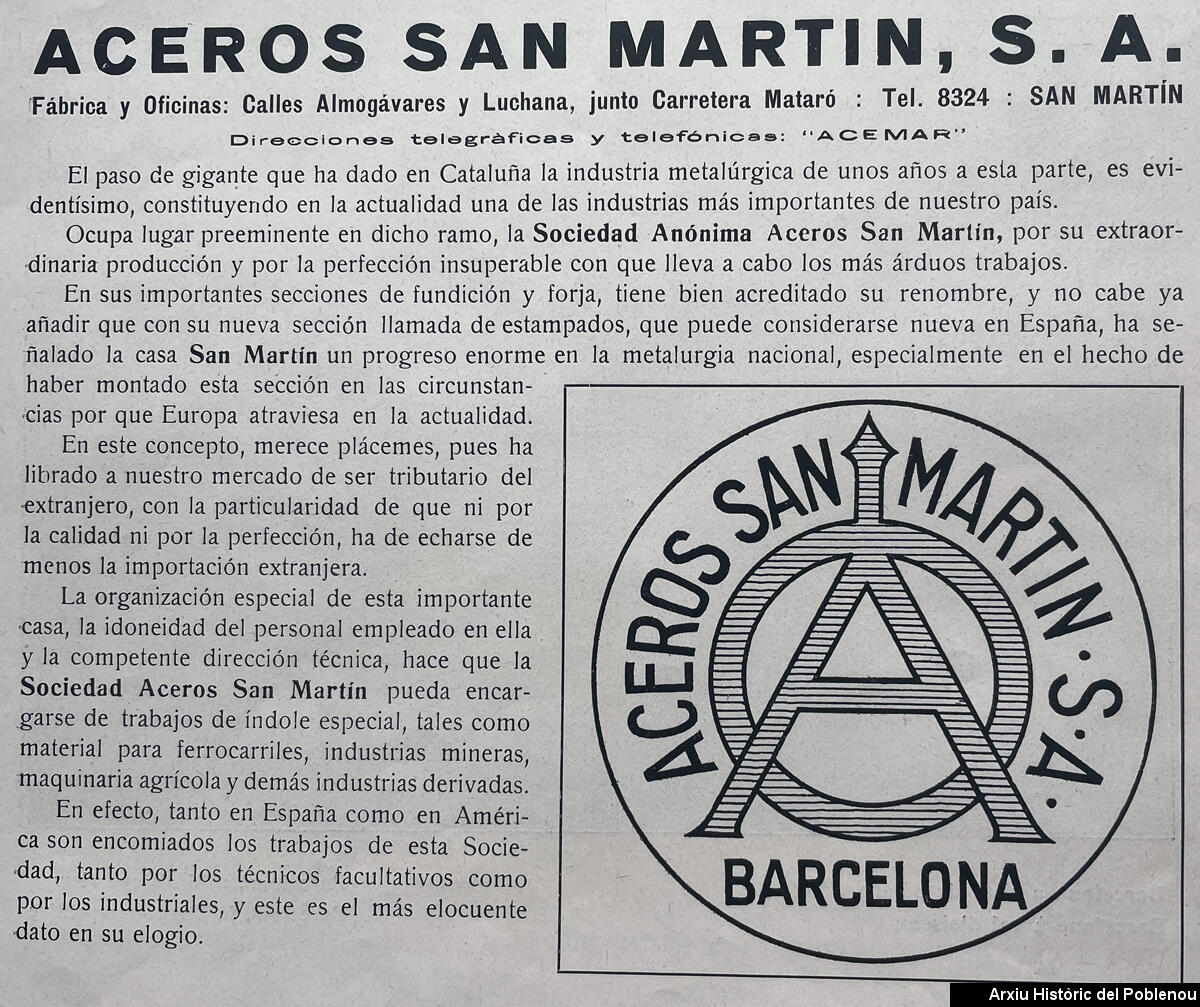 ACEROS SAN MARTIN, S. A.
Fábrica y Oficinas: Calles Almogávares y Luchana, junto Carretera Mataró : Tel. 8324 : SAN MARTÍN
Direcciones telegràficas y telefónicas: "ACEMAR"
El paso de gigante que ha dado en Cataluña la industria metalúrgica de unos años a esta parte, es evi-
dentísimo, constituyendo en la actualidad una de las industrias más importantes de nuestro país.
Ocupa lugar preeminente en dicho ramo, la Sociedad Anónima Aceros San Martín, por su extraor-
dinaria producción y por la perfección insuperable con que lleva a cabo los más árduos trabajos.
En sus importantes secciones de fundición y forja, tiene bien acreditado su renombre, y no cabe ya
añadir que con su nueva sección llamada de estampados, que puede considerarse nueva en España, ha se-
ñalado la casa San Martín un progreso enorme en la metalurgia nacional, especialmente en el hecho de
haber montado esta sección en las circunstan-
cias por que Europa atraviesa en la actualidad.
En este concepto, merece plácemes, pues ha
librado a nuestro mercado de ser tributario del
extranjero, con la particularidad de que ni por
la calidad ni por la perfección, ha de echarse de
menos la importación extranjera.
La organización especial de esta importante
casa, la idoneidad del personal empleado en ella
y la competente dirección técnica, hace que la
Sociedad Aceros San Martín pueda encar-
garse de trabajos de índole especial, tales como
material para ferrocarriles, industrias mineras,
maquinaria agrícola y demás industrias derivadas.
En efecto, tanto en España como en Améri-
ca son encomiados los trabajos de esta Socie-
dad, tanto por los técnicos facultativos como
por los industriales, y este es el más elocuente
dato en su elogio.
ACEROS SAN MARTIN · S. A.
A
BARCELONA
Arxiu Històric del Poblenou